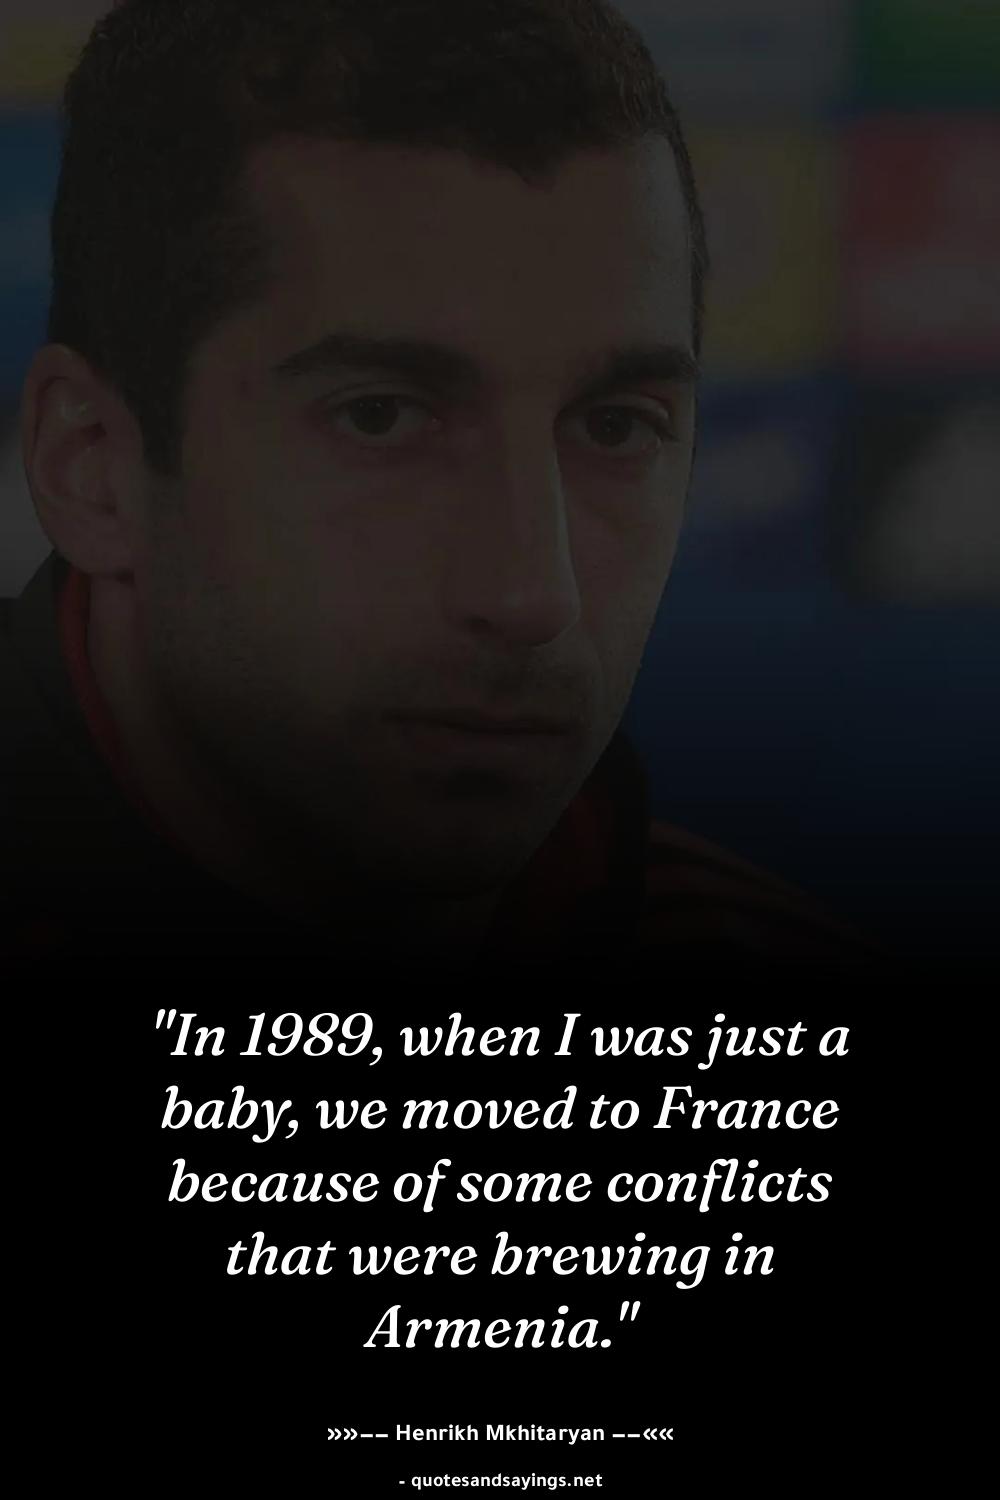 "In 1989, when I was just a
baby, we moved to France
because of some conflicts
that were brewing in
Armenia."
»»−− Henrikh Mkhitaryan −−««
- quotesandsayings.net